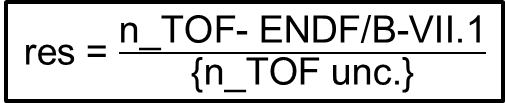 res = n_TOF- ENDF/B-VII.1
{n_TOF unc.}